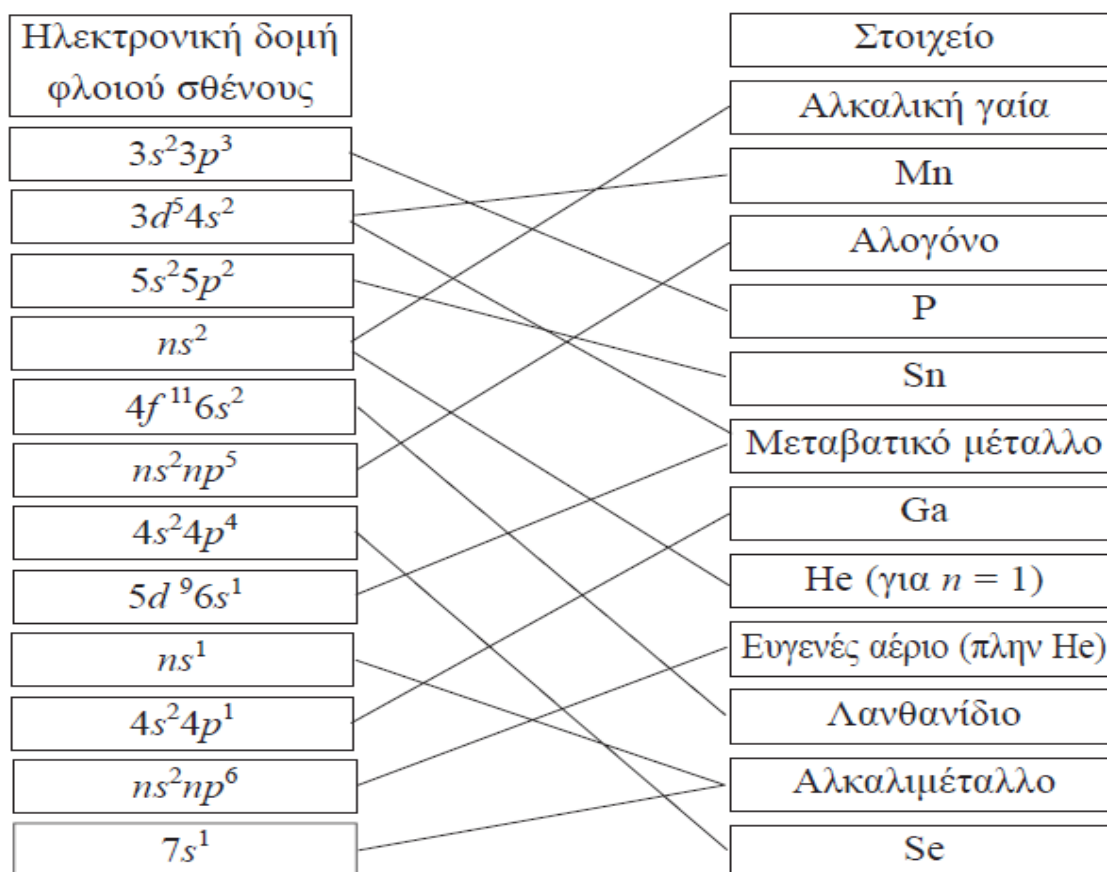 Ηλεκτρονική δομή
φλοιού σθένους
3s²3p³
3d⁵4s²
5s²5p²
ns²
4f¹¹6s²
ns²np⁵
4s²4p⁴
5d⁹6s¹
ns¹
4s²4p¹
ns²np⁶
7s¹
Στοιχείο
Αλκαλική γαία
Mn
Αλογόνο
P
Sn
Μεταβατικό μέταλλο
Ga
He (για n = 1)
Ευγενές αέριο (πλην He)
Λανθανίδιο
Αλκαλιμέταλλο
Se